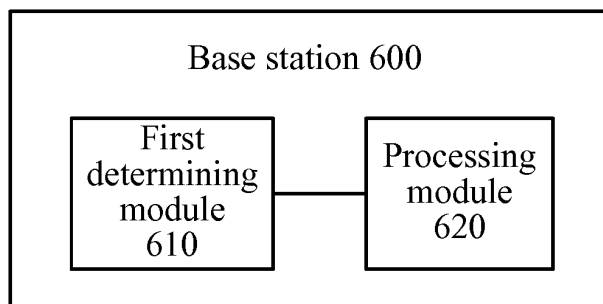 Base station 600
First
determining
module
610
Processing
module
620